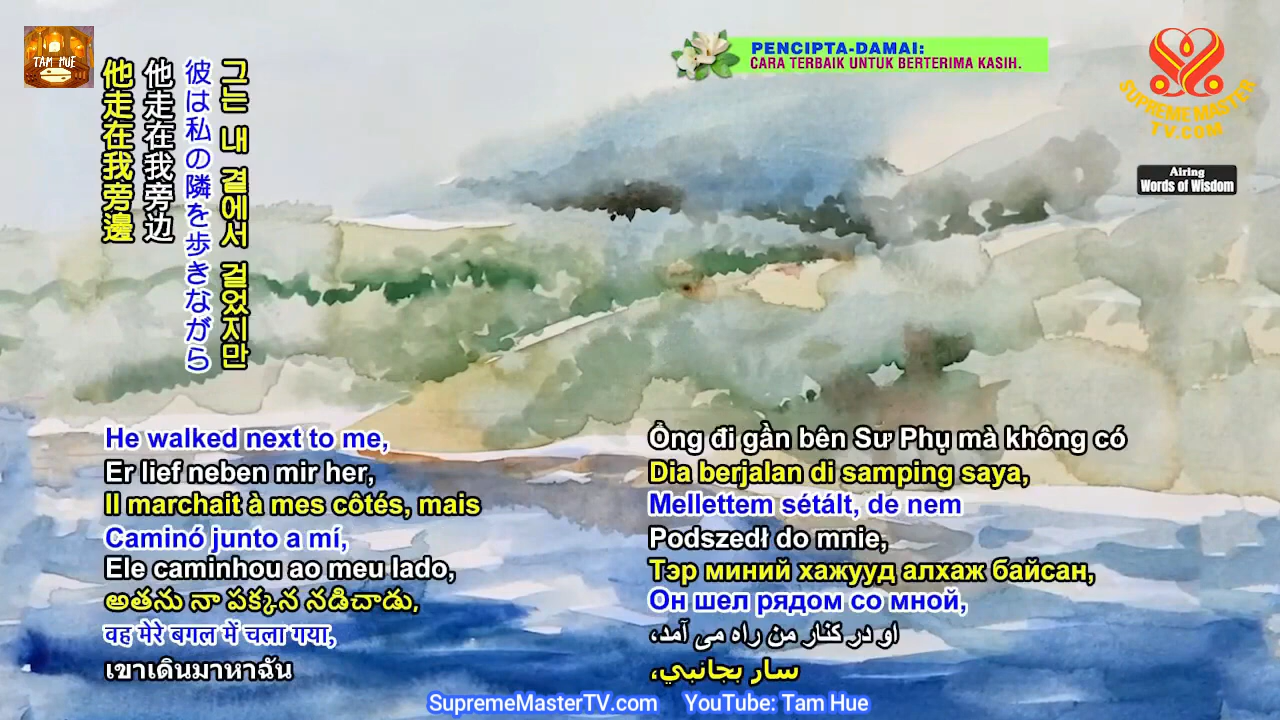 TAM HUE
PENCIPTA-DAMAI:
CARA TERBAIK UNTUK BERTERIMA KASIH.
SUPREME MASTER
TV.COM
Airing
Words of Wisdom
그는 내 곁에서 걸었지만
彼は私の隣を歩きながら
他走在我旁边
他走在我旁邊
He walked next to me,
Er lief neben mir her,
Il marchait à mes côtés, mais
Caminó junto a mí,
Ele caminhou ao meu lado,
అతను నా పక్కన నడిచాడు,
वह मेरे बगल में चला गया,
เขาเดินมาหาฉัน
Ông đi gần bên Sư Phụ mà không có
Dia berjalan di samping saya,
Mellettem sétált, de nem
Podszedł do mnie,
Тэр миний хажууд алхаж байсан,
Он шел рядом со мной,
او در کنار من راه می آمد،
سار بجانبي،
SupremeMasterTV.com YouTube: Tam Hue